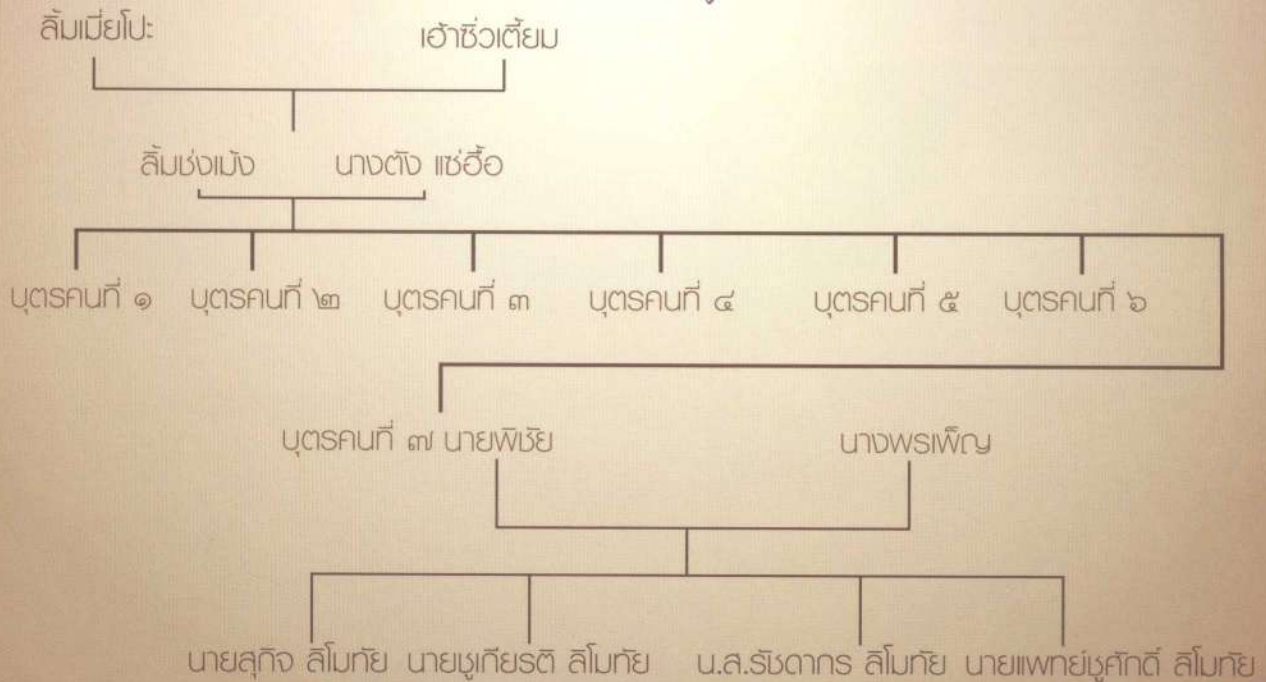 ลิ้มเมี่ยโปะ เฮ้าซิ่วเตี้ยม
ลิ้มช่งเม้ง นางตัง แซ่ฮื้อ
บุตรคนที่ ๑ บุตรคนที่ ๒ บุตรคนที่ ๓ บุตรคนที่ ๔ บุตรคนที่ ๕ บุตรคนที่ ๖
บุตรคนที่ ๗ นายพิชัย นางพรเพ็ญ
นายสุกิจ ลิโมทัย นายชูเกียรติ ลิโมทัย น.ส.รัชดากร ลิโมทัย นายแพทย์ชูศักดิ์ ลิโมทัย